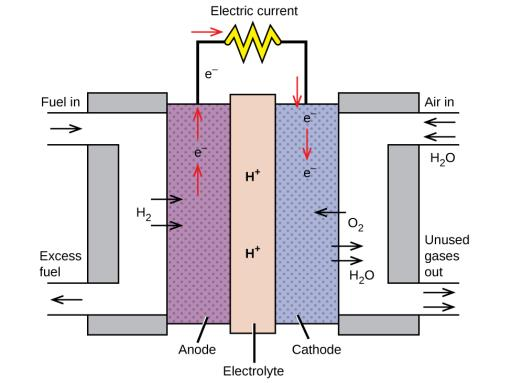 Electric current
e⁻
Fuel in
Air in
e⁻
H₂O
e⁻
e⁻
H⁺
H₂
O₂
Excess
fuel
H⁺
H₂O
Unused
gases
out
Anode
Cathode
Electrolyte